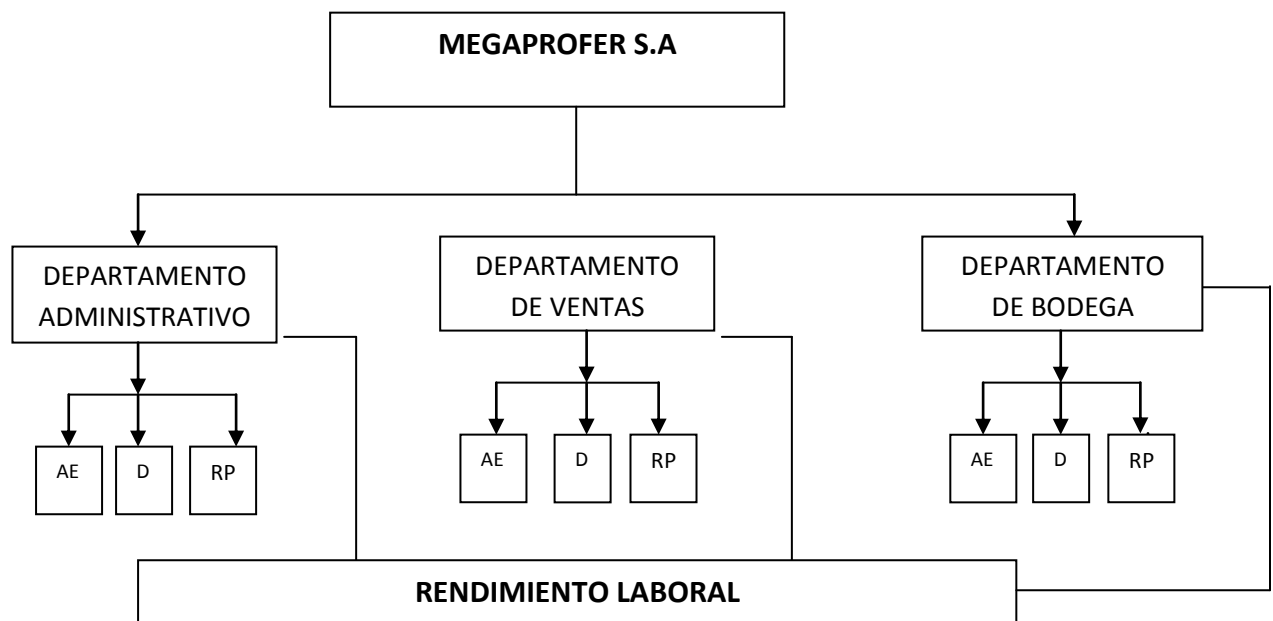 MEGAPROFER S.A
DEPARTAMENTO
ADMINISTRATIVO
DEPARTAMENTO
DE VENTAS
DEPARTAMENTO
DE BODEGA
AE
D
RP
AE
D
RP
AE
D
RP
RENDIMIENTO LABORAL